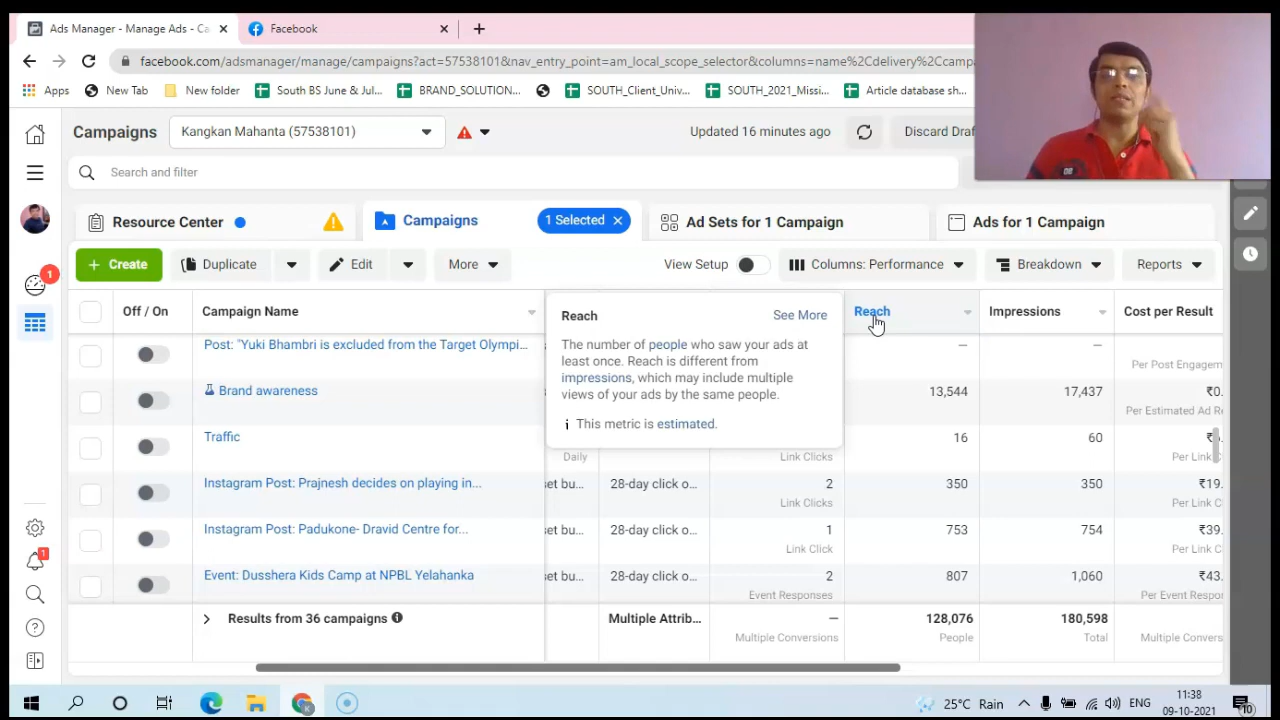 Ads Manager - Manage Ads - Ca
Facebook
facebook.com/adsmanager/manage/campaigns?act=57538101&nav_entry_point=am_local_scope_selector&columns=name%2Cdelivery%2Ccampa
Apps
New Tab
New folder
South BS June & Jul...
BRAND_SOLUTION...
SOUTH_Client_Univ...
SOUTH_2021_Missi...
Article database sh...
Campaigns
Kangkan Mahanta (57538101)
Updated 16 minutes ago
Discard Draf
Search and filter
Resource Center
Campaigns
1 Selected
Ad Sets for 1 Campaign
Ads for 1 Campaign
+ Create
Duplicate
Edit
More
View Setup
Columns: Performance
Breakdown
Reports
Off / On
Campaign Name
Reach
Impressions
Cost per Result
Reach
See More
The number of people who saw your ads at
least once. Reach is different from
impressions, which may include multiple
views of your ads by the same people.
i This metric is estimated.
Post: "Yuki Bhambri is excluded from the Target Olympi...
—
—
Per Post Engagem
Brand awareness
13,544
17,437
₹0.
Per Estimated Ad Re
Traffic
16
60
Daily
Link Clicks
Per Link C
Instagram Post: Prajnesh decides on playing in...
et bu...
28-day click o...
2
350
350
₹19.
Link Clicks
Per Link C
Instagram Post: Padukone- Dravid Centre for...
et bu...
28-day click o...
1
753
754
₹39.
Link Click
Per Link C
Event: Dusshera Kids Camp at NPBL Yelahanka
et bu...
28-day click o...
2
807
1,060
₹43.
Event Responses
Per Event Respon
Results from 36 campaigns
Multiple Attrib...
—
128,076
180,598
Multiple Conversions
People
Total
Multiple Convers
25°C Rain
ENG
11:38
09-10-2021
10
1
1